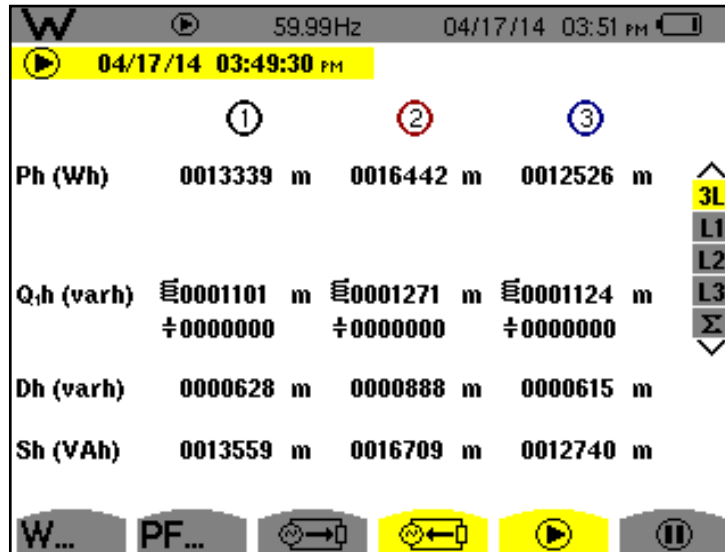 W 59.99Hz 04/17/14 03:51 PM
04/17/14 03:49:30 PM
1 2 3
Ph (Wh) 0013339 m 0016442 m 0012526 m
3L
L1
L2
Q₁h (varh) 0001101 m 0001271 m 0001124 m
L3
0000000 0000000 0000000
Σ
Dh (varh) 0000628 m 0000888 m 0000615 m
Sh (VAh) 0013559 m 0016709 m 0012740 m
W... PF...